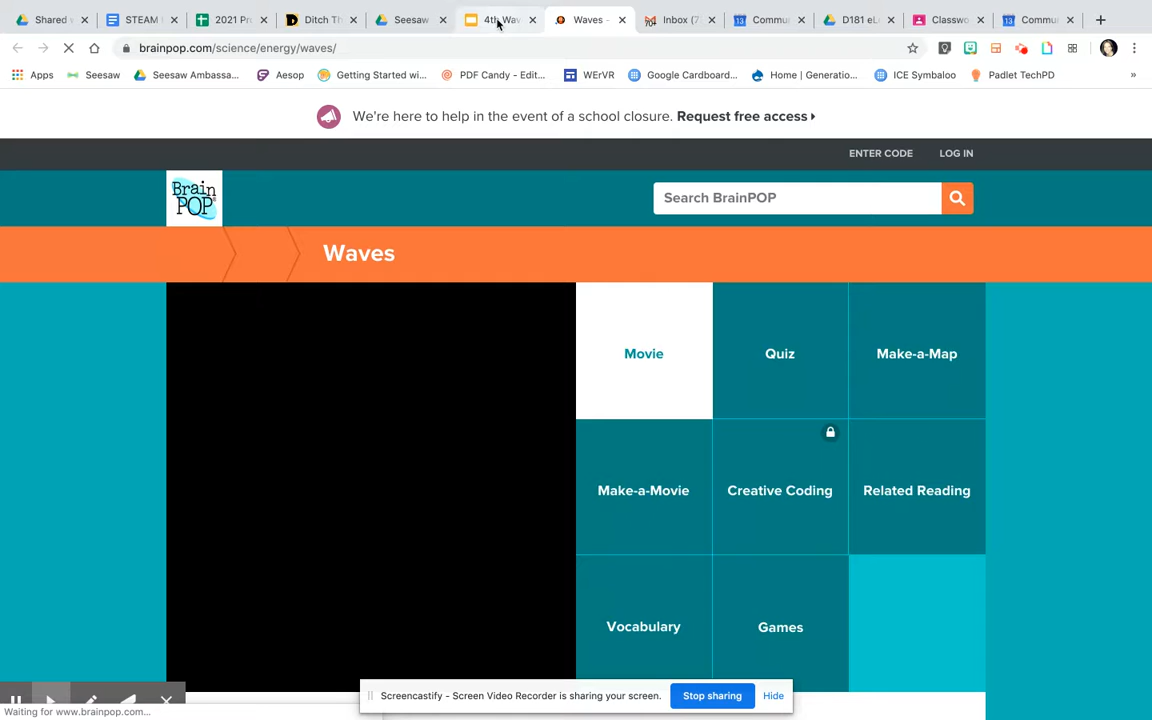 Shared STEAM 2021 Pr Ditch Th Seesaw 4th Wav Waves - Inbox (7 Commu D181 eL Classwo Commu
brainpop.com/science/energy/waves/
Apps Seesaw Seesaw Ambassa... Aesop Getting Started wi... PDF Candy - Edit... WErVR Google Cardboard... Home | Generatio... ICE Symbaloo Padlet TechPD »
We're here to help in the event of a school closure. Request free access
ENTER CODE LOG IN
Brain POP
Search BrainPOP
Waves
Movie Quiz Make-a-Map
Make-a-Movie Creative Coding Related Reading
Vocabulary Games
Screencastify - Screen Video Recorder is sharing your screen. Stop sharing Hide
Waiting for www.brainpop.com...